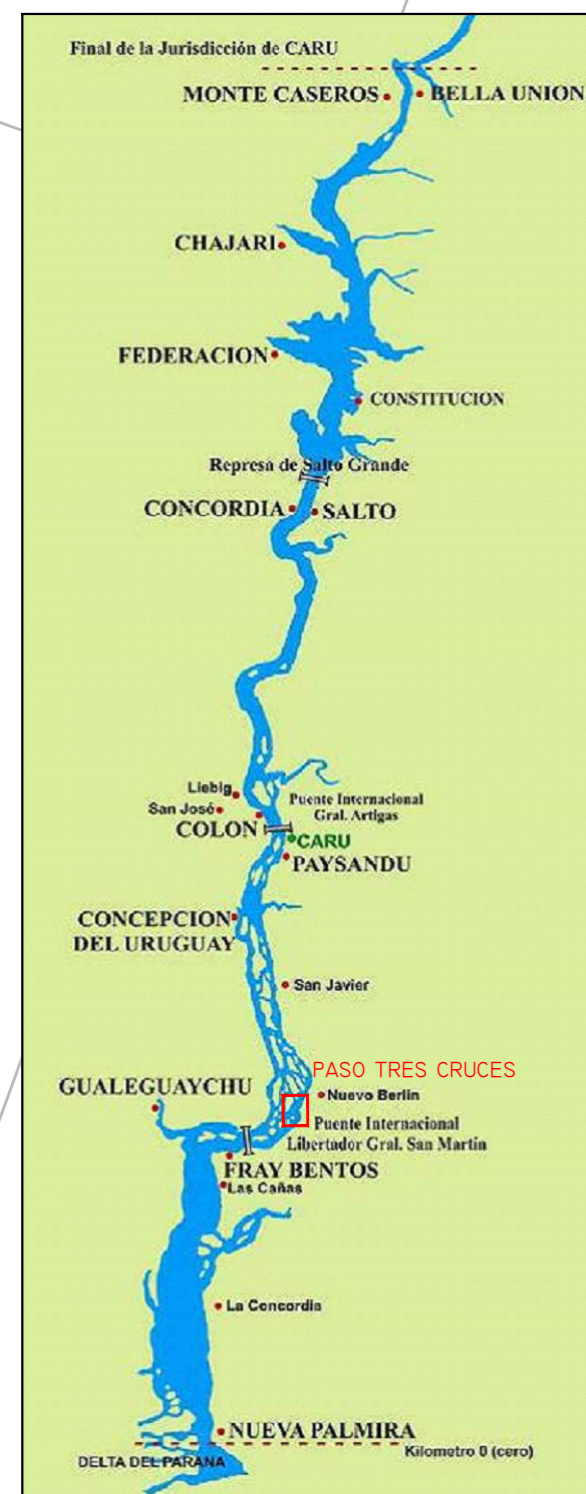 Final de la Jurisdicción de CARU
MONTE CASEROS
BELLA UNION
CHAJARI
FEDERACION
CONSTITUCION
Represa de Salto Grande
CONCORDIA
SALTO
Liebig
San José
Puente Internacional
Gral. Artigas
COLON
CARU
PAYSANDU
CONCEPCION
DEL URUGUAY
San Javier
PASO TRES CRUCES
GUALEGUAYCHU
Nuevo Berlin
Puente Internacional
Libertador Gral. San Martín
FRAY BENTOS
Las Cañas
La Concordia
NUEVA PALMIRA
Kilometro 0 (cero)
DELTA DEL PARANA